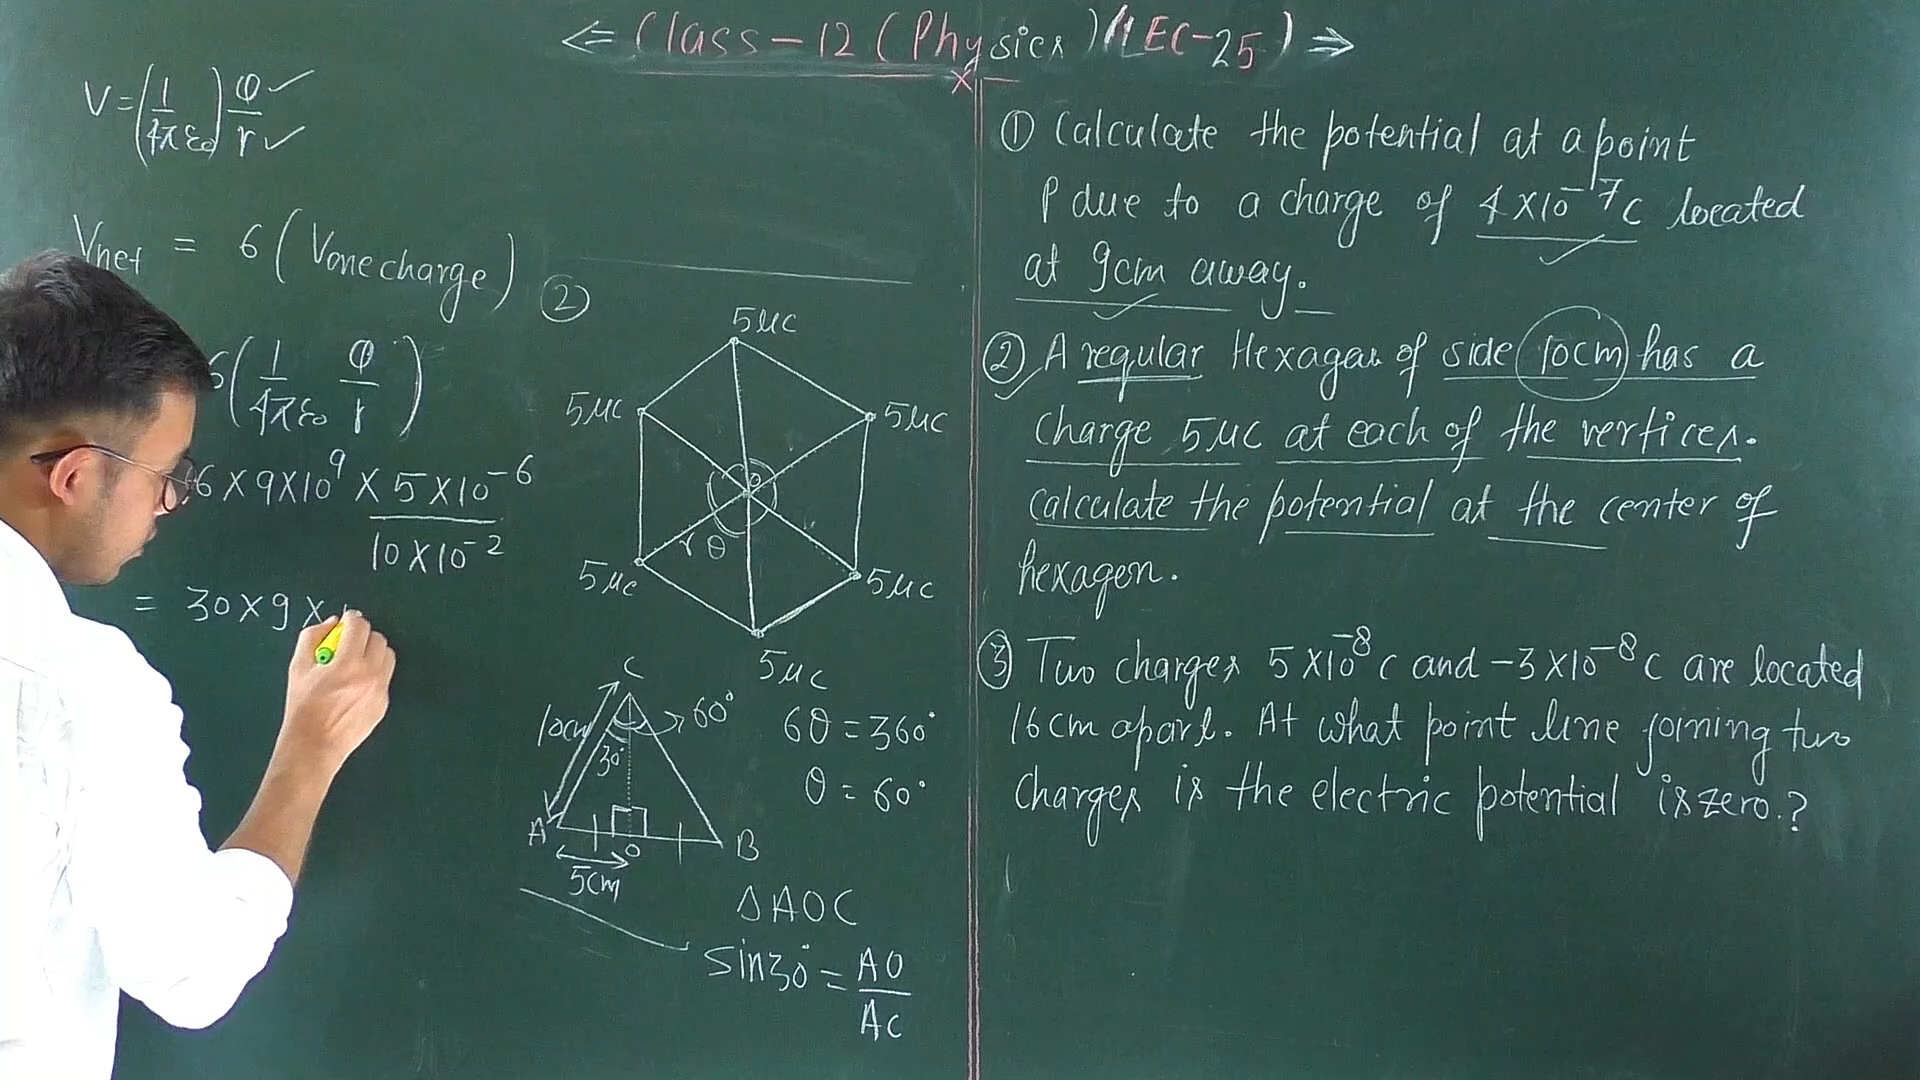 ⇐ Class-12 (Physics) (LEC-25) ⇒
V = (1/4πε₀) φ/r
Vnet = 6 (Vone charge)
6(1/4πε₀ φ/r)
6×9×10⁹ × 5×10⁻⁶/10×10⁻²
= 30×9×
②
5μC
5μC
5μC
r θ
5μC
5μC
5μC
C
10cm
60°
30°
A
O
B
5cm
6θ = 360°
θ = 60°
ΔAOC
Sin30° = AO/AC
① Calculate the potential at a point
P due to a charge of 4×10⁻⁷C located
at 9cm away.
② A regular Hexagon of side 10cm has a
charge 5μC at each of the vertices.
calculate the potential at the center of
hexagon.
③ Two charges 5×10⁻⁸C and -3×10⁻⁸C are located
16cm apart. At what point line joining two
charges is the electric potential is zero.?